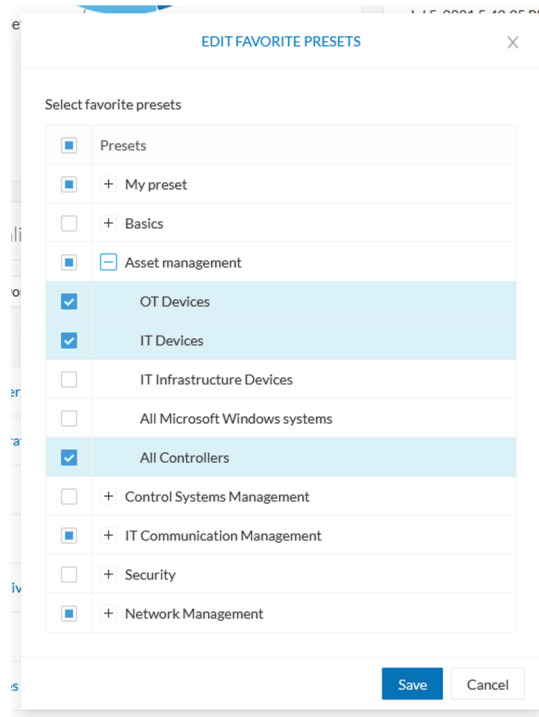 EDIT FAVORITE PRESETS
Select favorite presets
Presets
My preset
Basics
Asset management
OT Devices
IT Devices
IT Infrastructure Devices
All Microsoft Windows systems
All Controllers
Control Systems Management
IT Communication Management
Security
Network Management
Save
Cancel